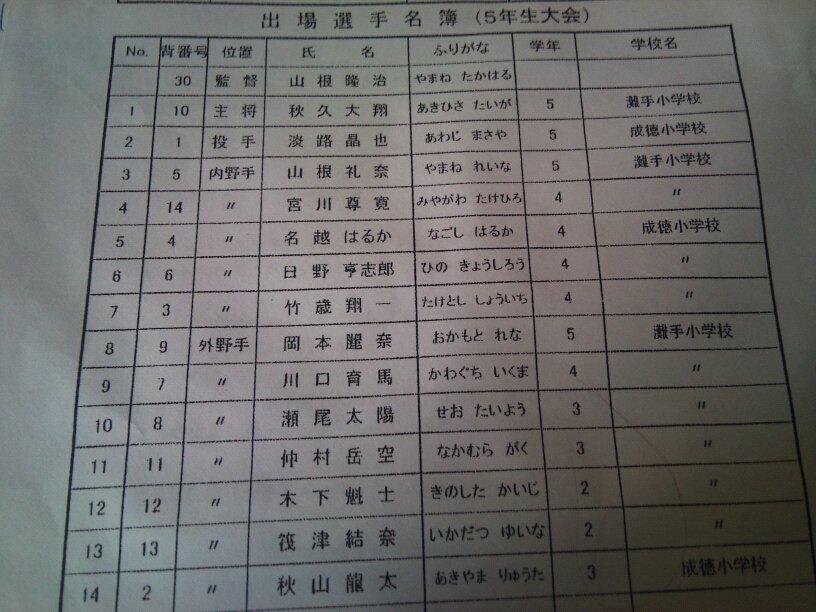 出場選手名簿(5年生大会)
No. 背番号 位置 氏名 ふりがな 学年 学校名
30 監督 山根隆治 やまね たかはる
1 10 主将 秋久大翔 あきひさ たいが 5 灘手小学校
2 1 投手 淡路晶也 あわじ まさや 5 成徳小学校
3 5 内野手 山根礼奈 やまね れいな 5 灘手小学校
4 14 〃 宮川尊寛 みやがわ たけひろ 4 〃
5 4 〃 名越はるか なごし はるか 4 成徳小学校
6 6 〃 日野亨志郎 ひの きょうしろう 4 〃
7 3 〃 竹歳翔一 たけとし しょういち 4 〃
8 9 外野手 岡本麗奈 おかもと れな 5 灘手小学校
9 7 〃 川口育馬 かわぐち いくま 4 〃
10 8 〃 瀬尾太陽 せお たいよう 3 〃
11 11 〃 仲村岳空 なかむら がく 3 〃
12 12 〃 木下魁士 きのした かいじ 2 〃
13 13 〃 筏津結奈 いかだつ ゆいな 2 〃
14 2 〃 秋山龍太 あきやま りゅうた 3 成徳小学校